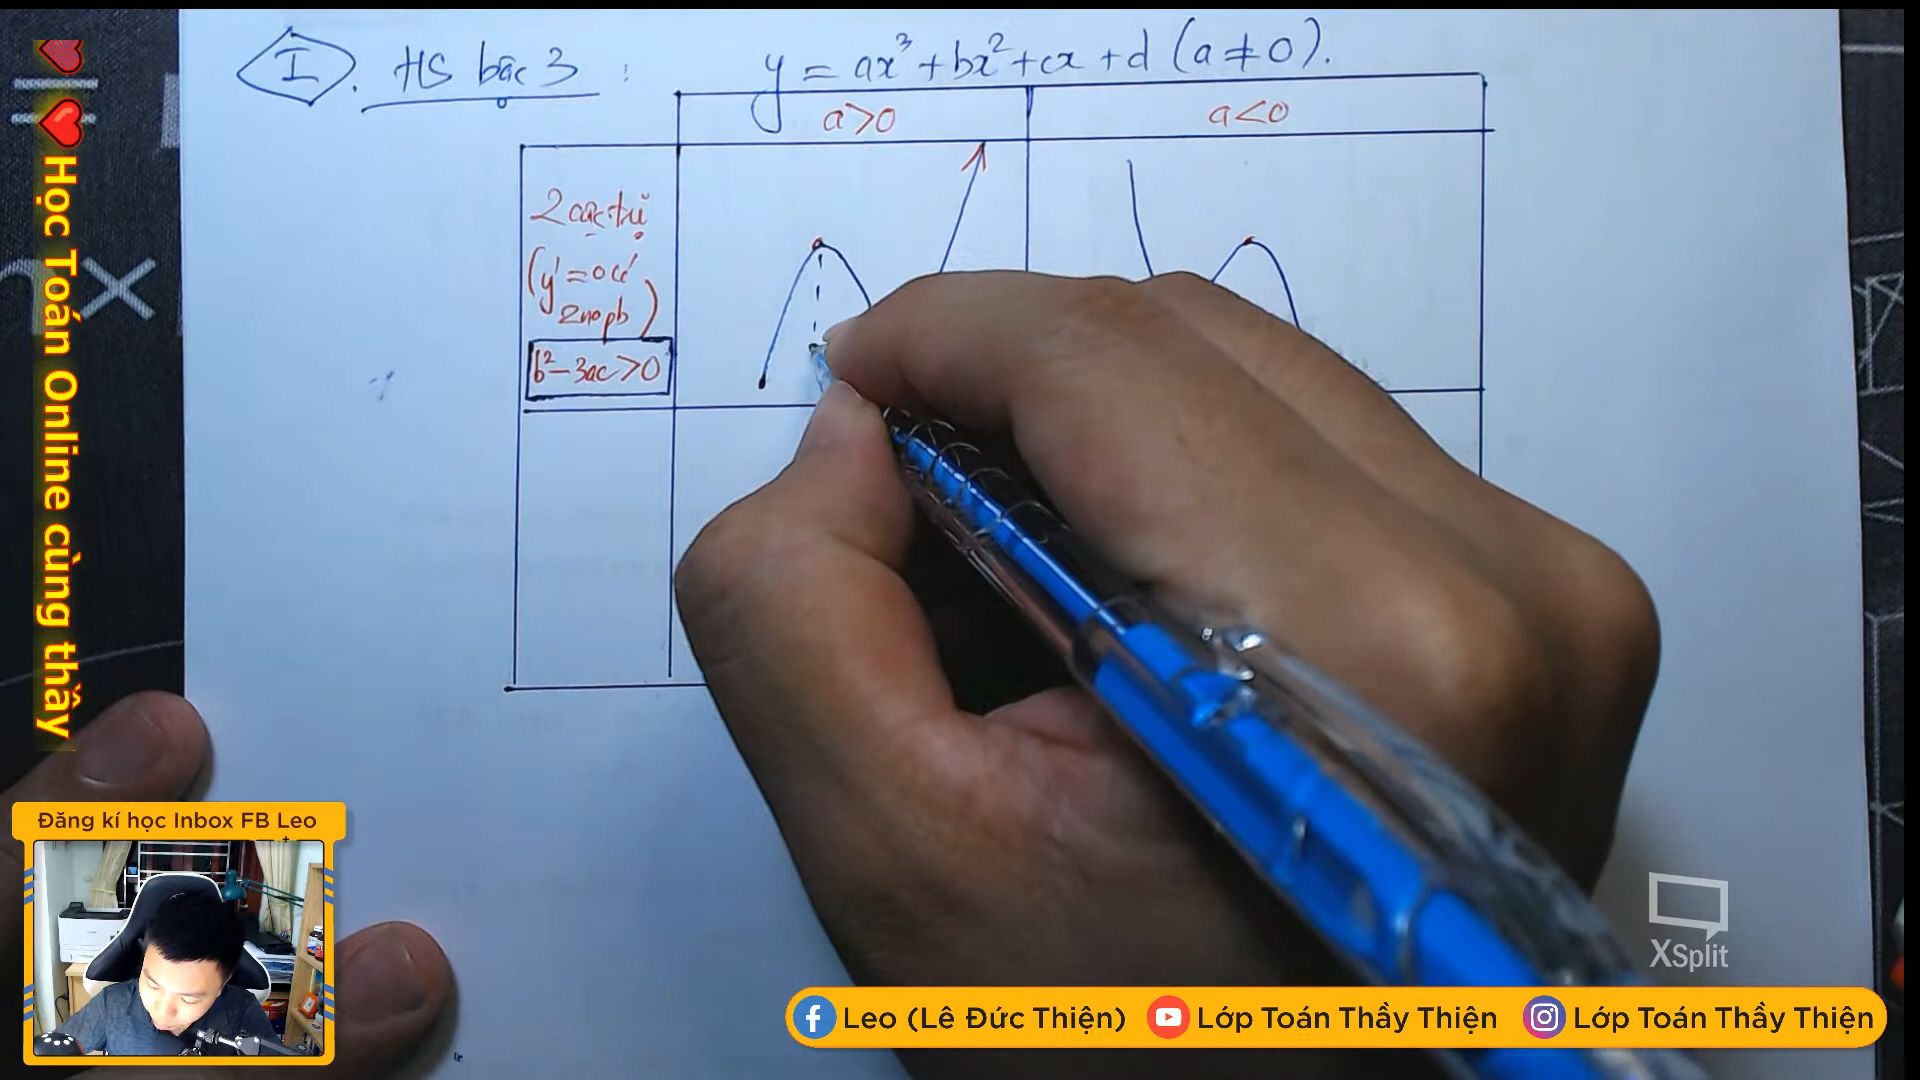 I. HS bậc 3 : y = ax³ + bx² + cx + d (a ≠ 0).
a>0
a<0
2 cực trị
(y' = 0 có
2 no pb)
b² - 3ac > 0
Học Toán Online cùng thầy
Đăng kí học Inbox FB Leo
XSplit
Leo (Lê Đức Thiện)
Lớp Toán Thầy Thiện
Lớp Toán Thầy Thiện